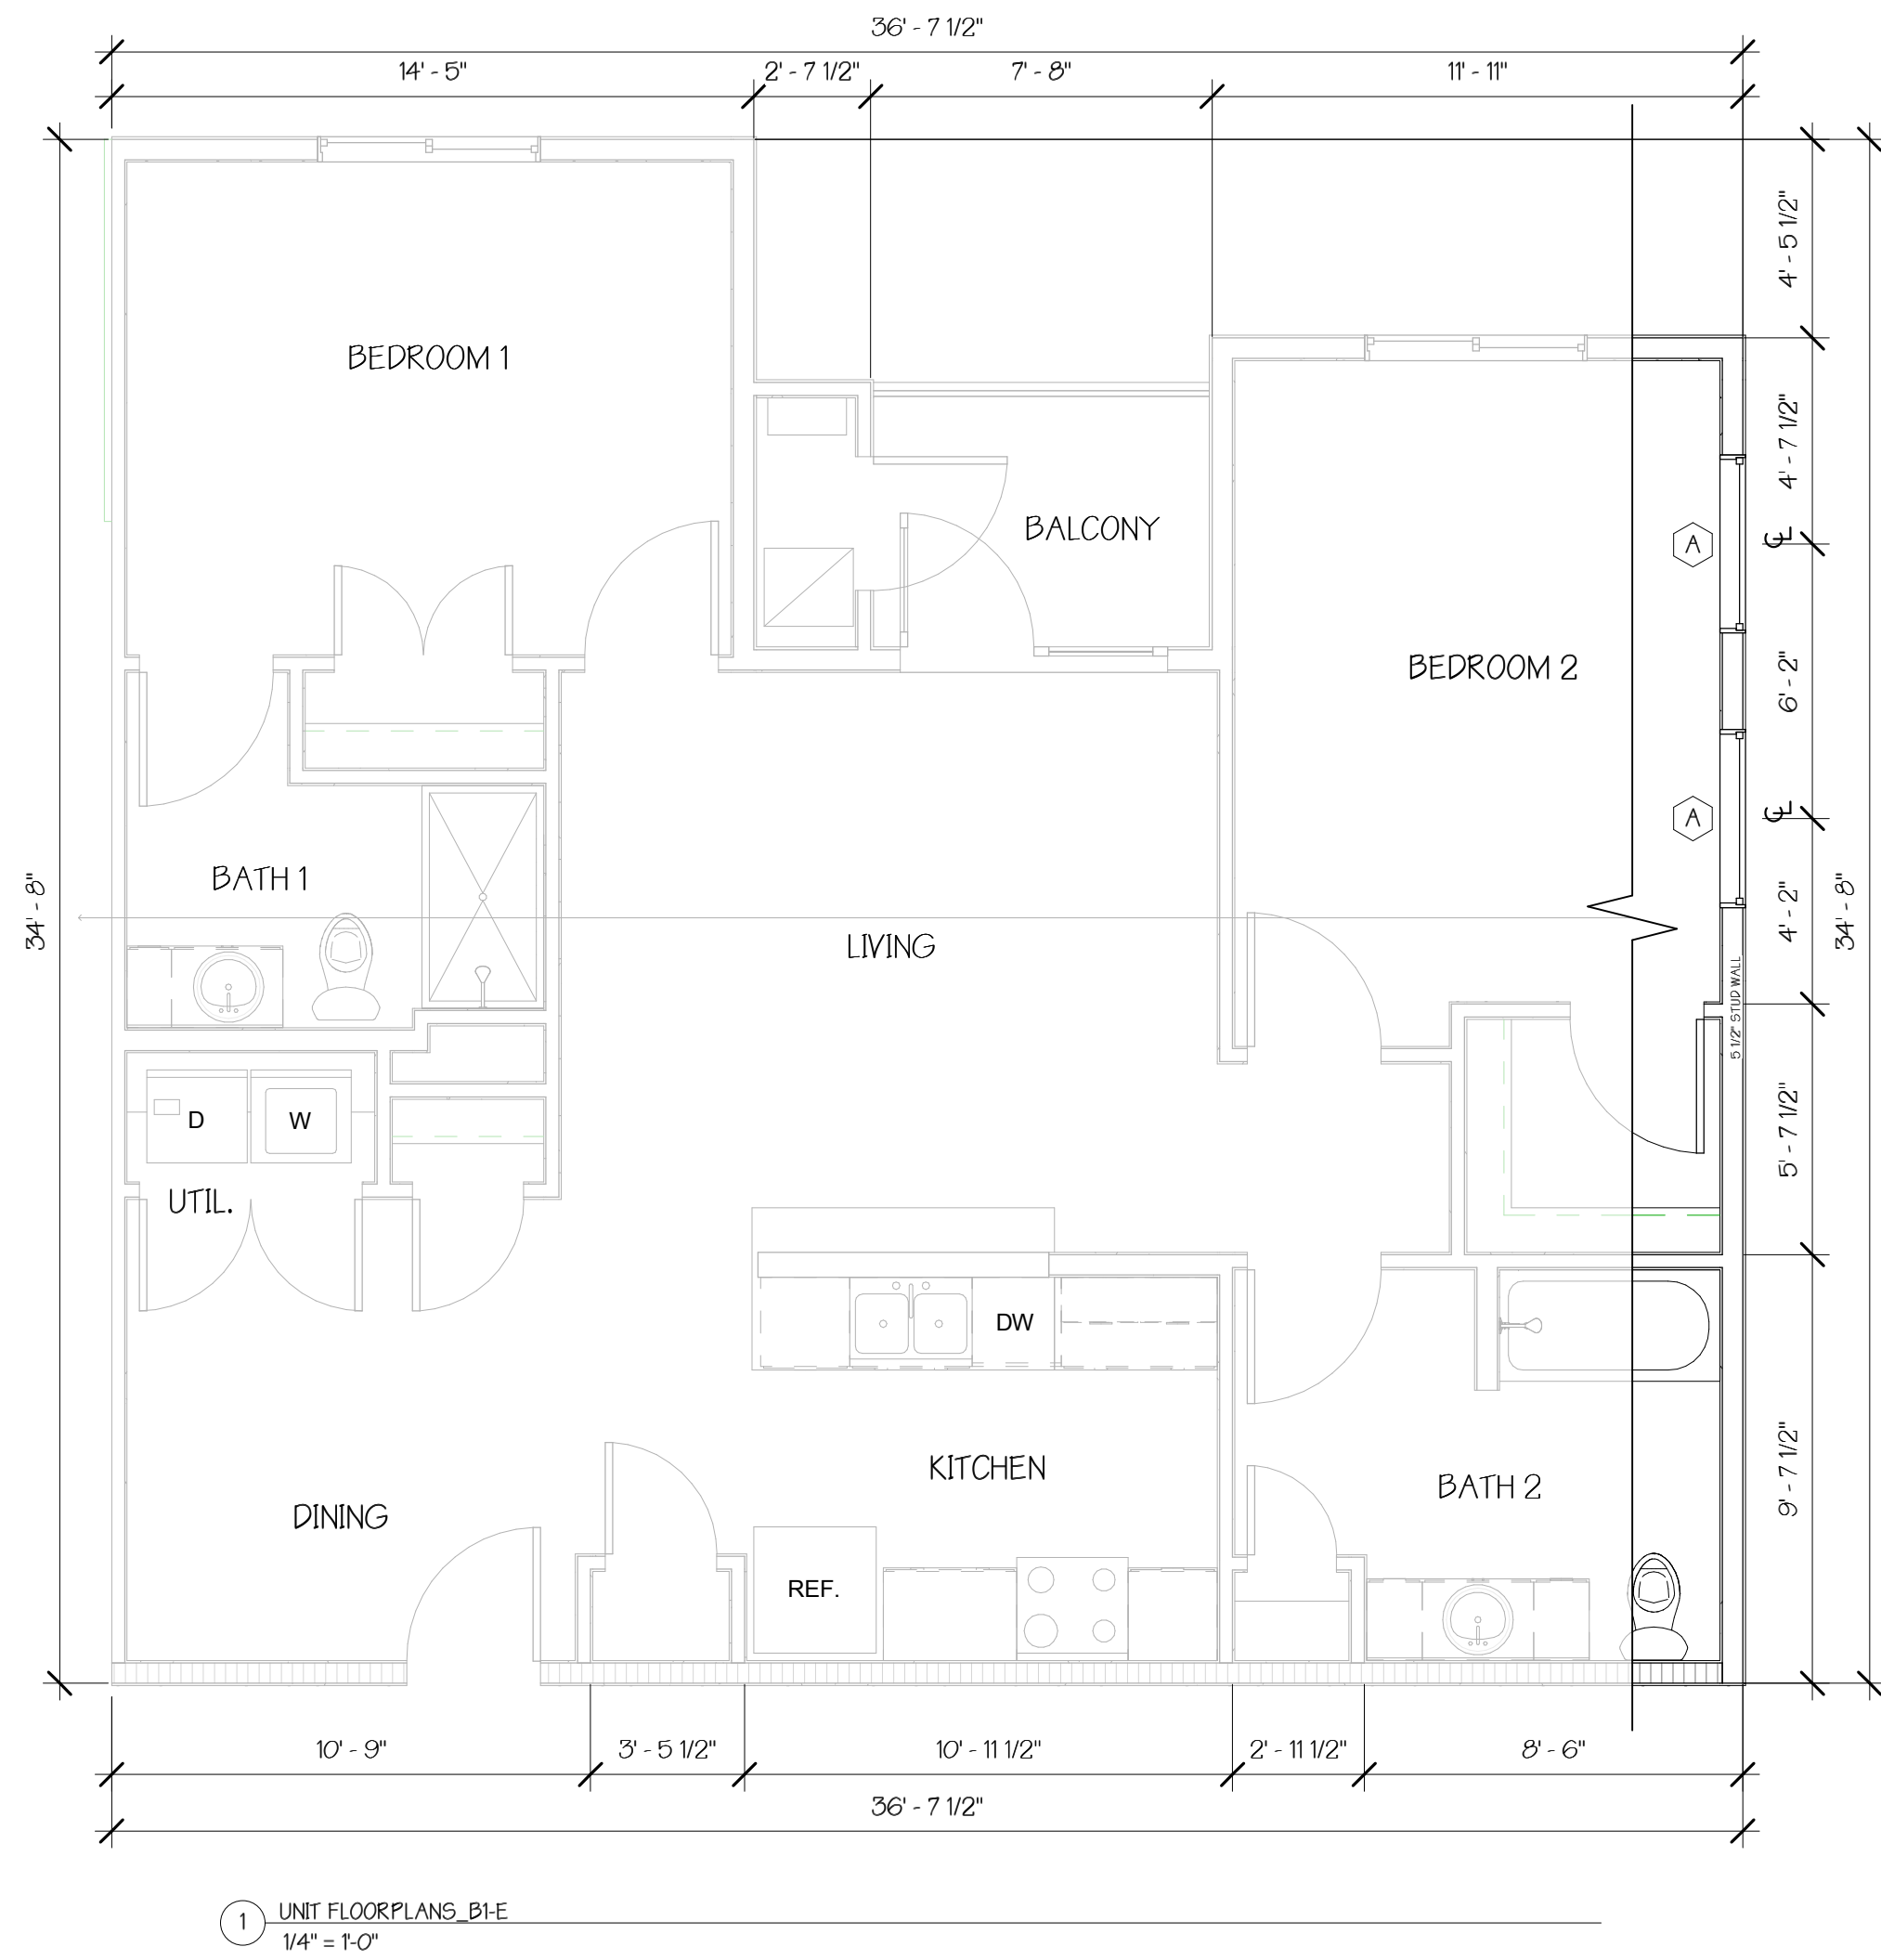 36' - 7 1/2"
14' - 5"
2' - 7 1/2"
7' - 8"
11' - 11"
4' - 5 1/2"
BEDROOM 1
4' - 7 1/2"
BALCONY
A
℄
BEDROOM 2
6' - 2"
A
℄
34' - 8"
BATH 1
LIVING
4' - 2"
34' - 8"
5 1/2" STUD WALL
D
W
5' - 7 1/2"
UTIL.
DW
KITCHEN
DINING
BATH 2
9' - 7 1/2"
REF.
10' - 9"
3' - 5 1/2"
10' - 11 1/2"
2' - 11 1/2"
8' - 6"
36' - 7 1/2"
1
UNIT FLOORPLANS_B1-E
1/4" = 1'-0"